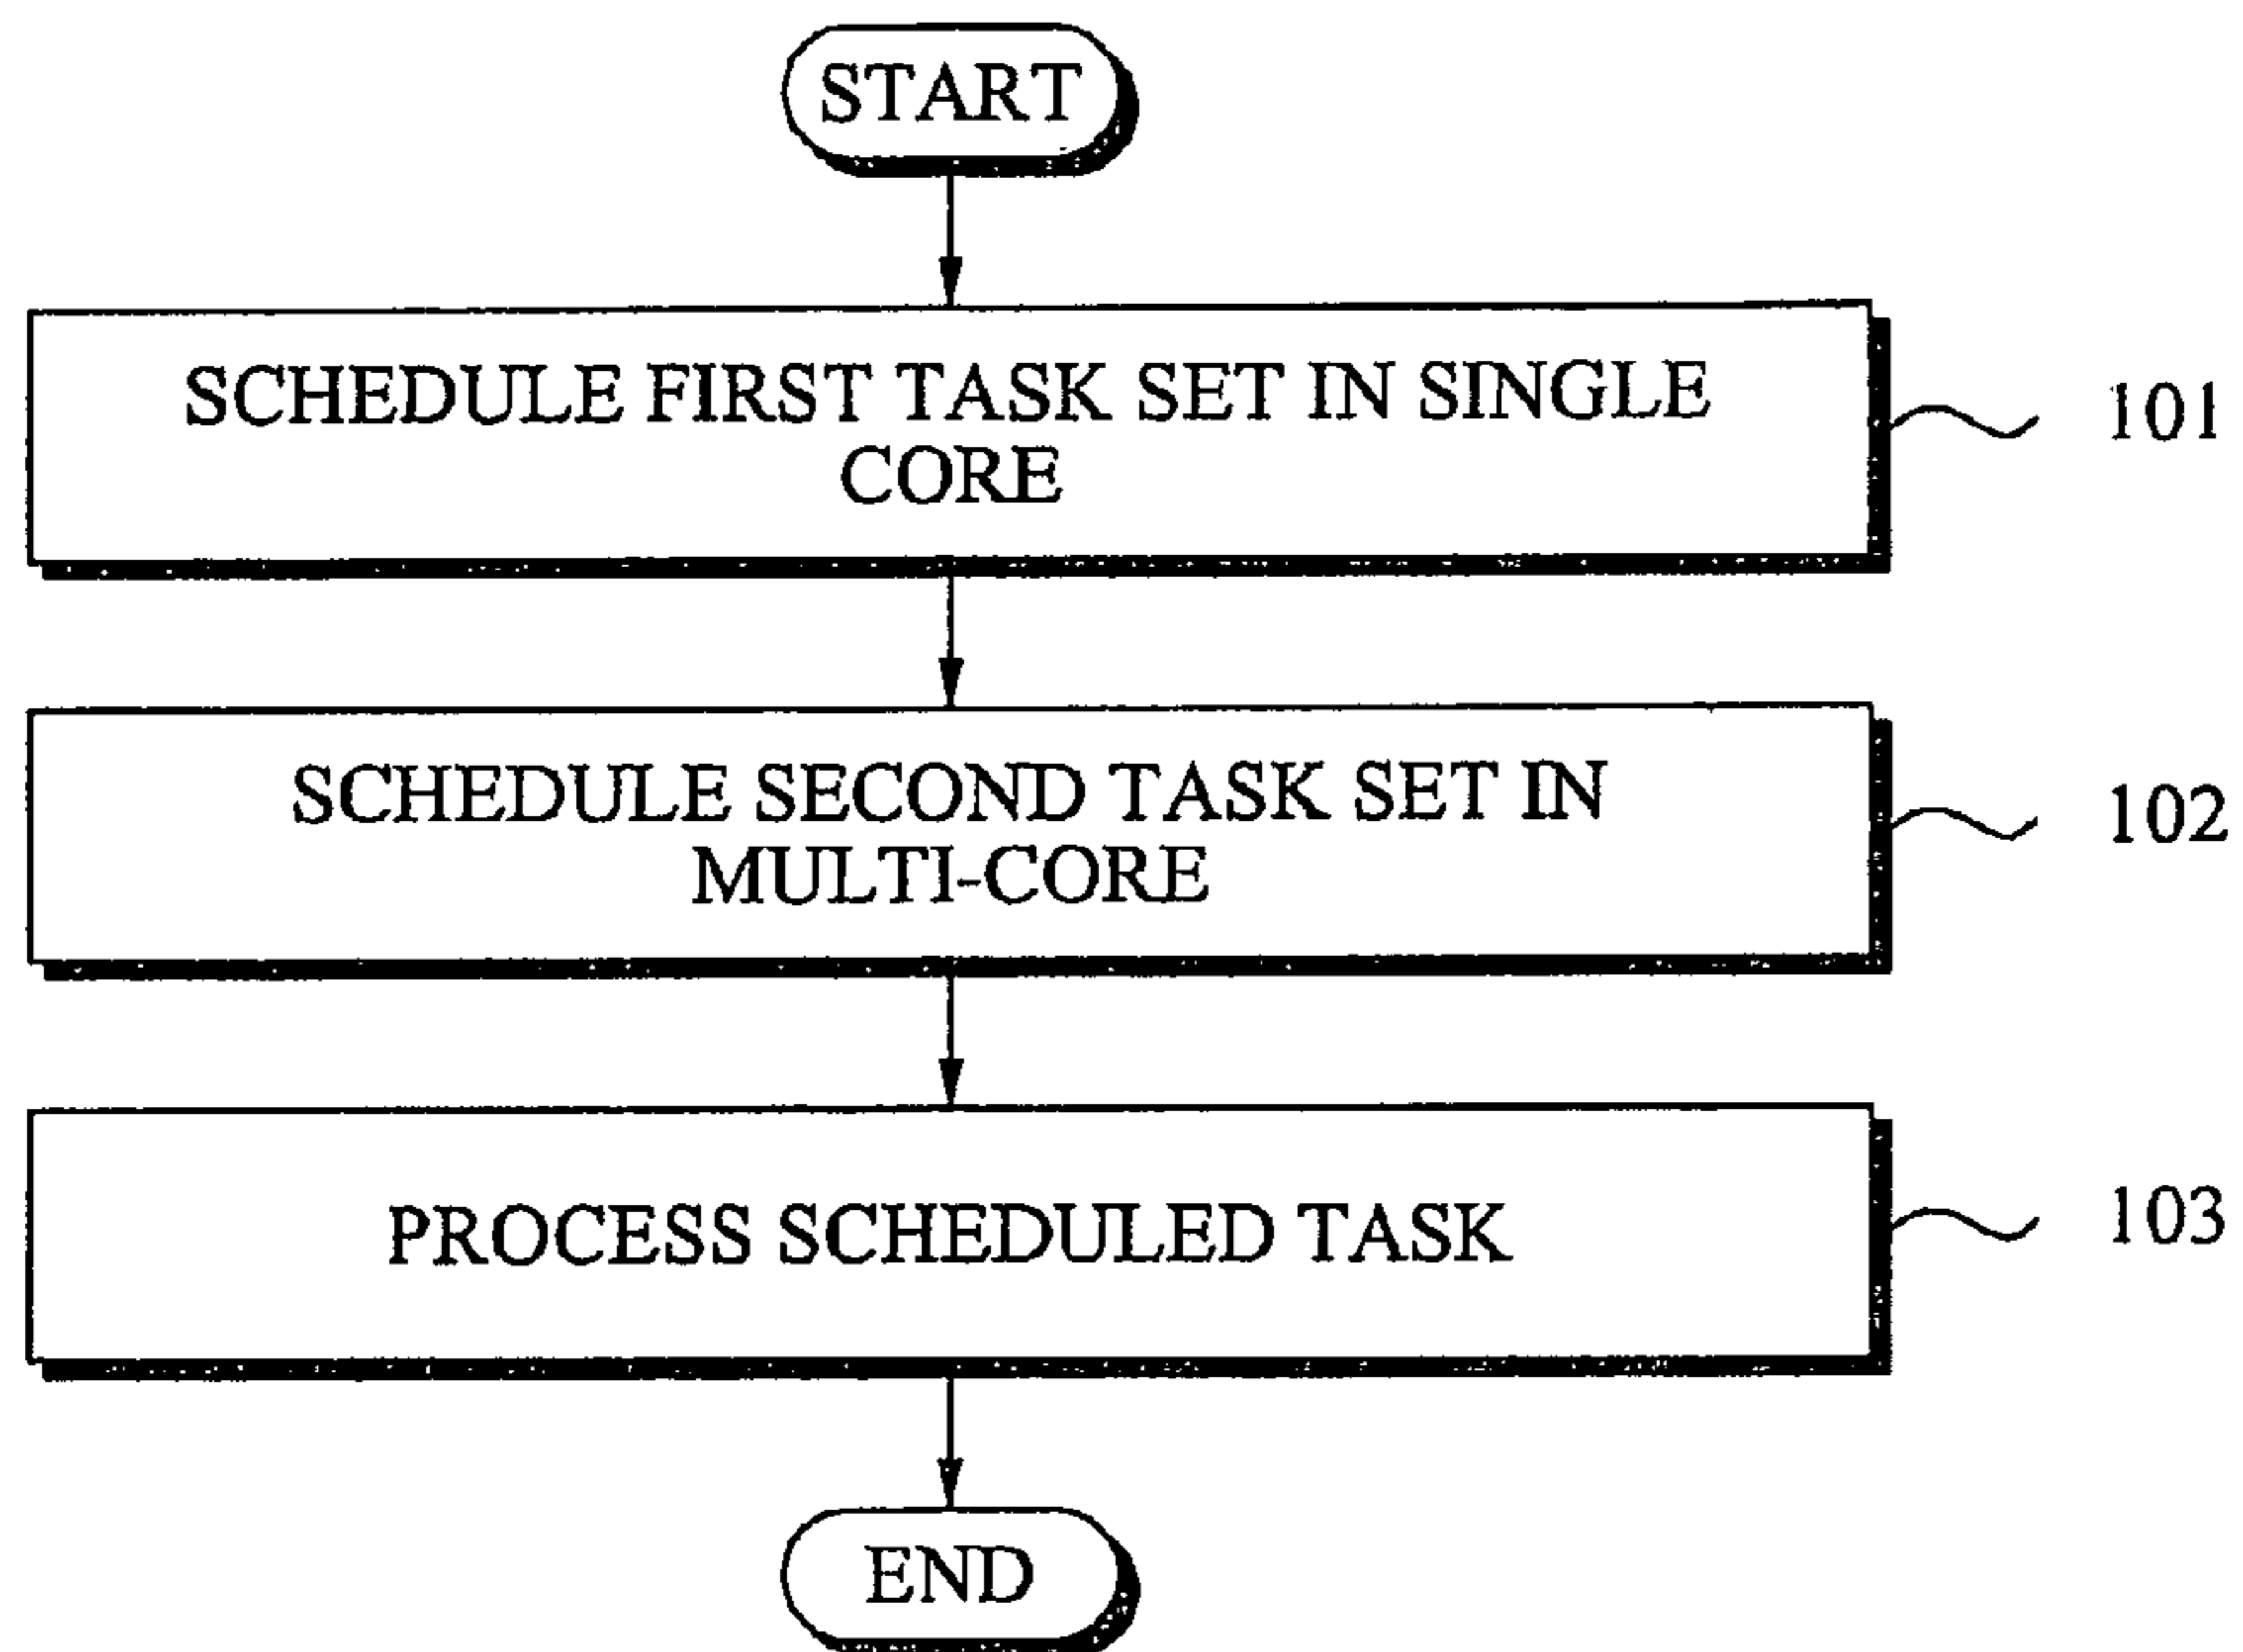 START
SCHEDULE FIRST TASK SET IN SINGLE
CORE
101
SCHEDULE SECOND TASK SET IN
MULTI-CORE
102
PROCESS SCHEDULED TASK
103
END